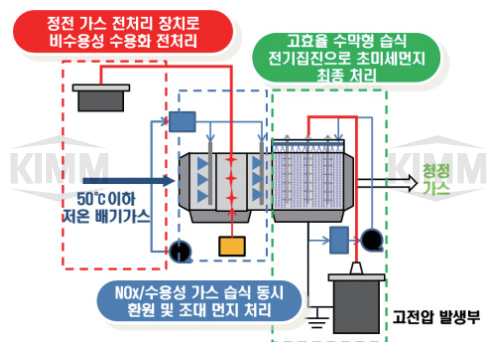 정전 가스 전처리 장치로
비수용성 수용화 전처리
고효율 수막형 습식
전기집진으로 초미세먼지
최종 처리
KIMM
KIMM
50℃이하
저온 배기가스
청정
가스
NOx/수용성 가스 습식 동시
환원 및 조대 먼지 처리
고전압 발생부